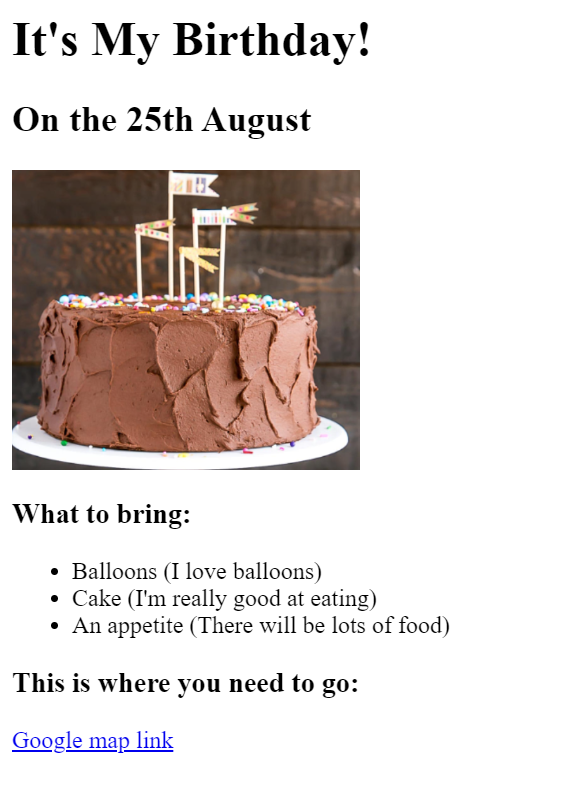 It's My Birthday!
On the 25th August
What to bring:
Balloons (I love balloons)
Cake (I'm really good at eating)
An appetite (There will be lots of food)
This is where you need to go:
Google map link